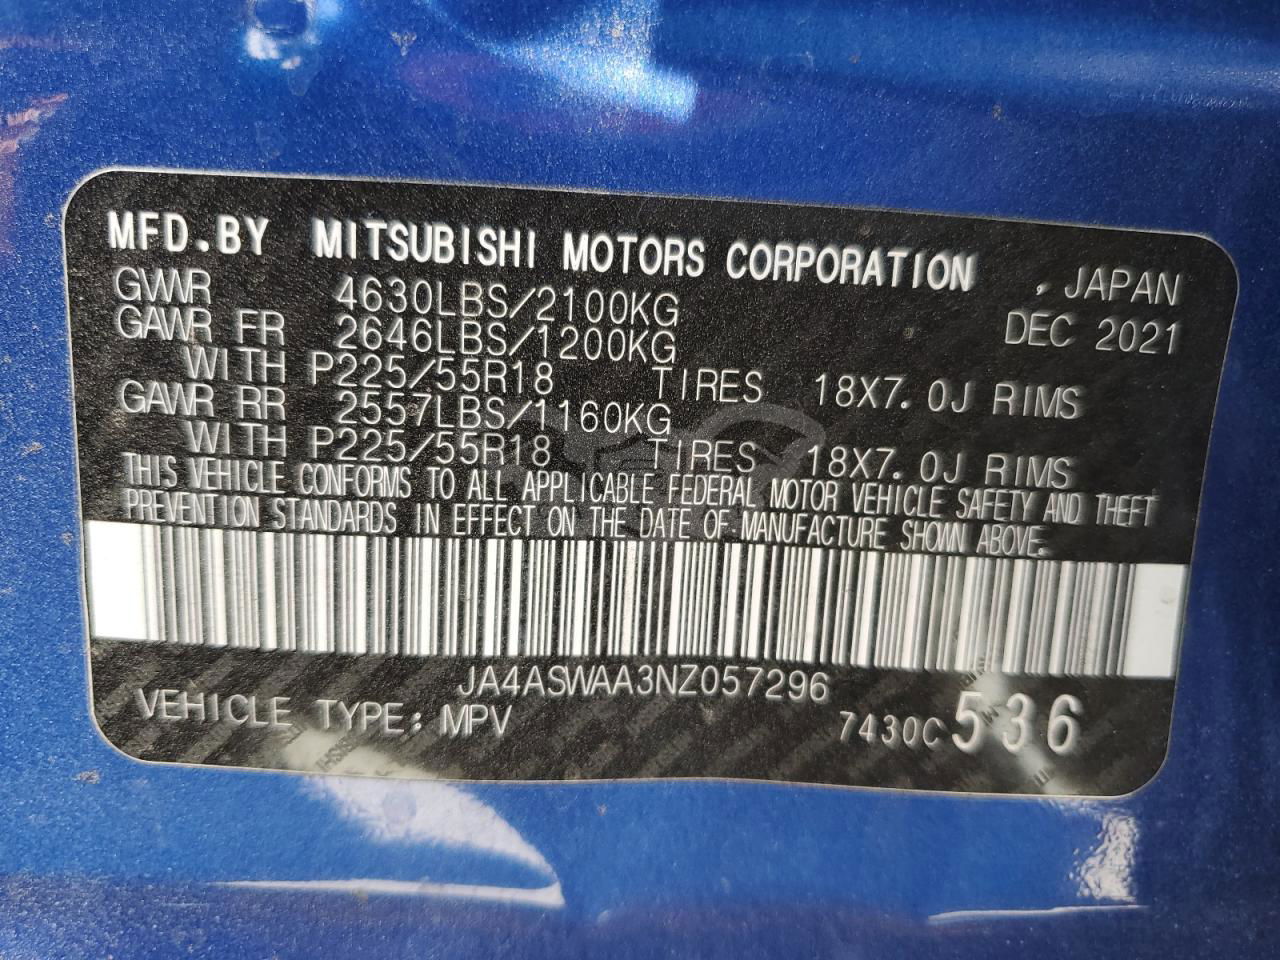 MFD.BY MITSUBISHI MOTORS CORPORATION , JAPAN
GVWR 4630LBS/2100KG DEC 2021
GAWR FR 2646LBS/1200KG
WITH P225/55R18 TIRES 18X7.0J RIMS
GAWR RR 2557LBS/1160KG
WITH P225/55R18 TIRES 18X7.0J RIMS
THIS VEHICLE CONFORMS TO ALL APPLICABLE FEDERAL MOTOR VEHICLE SAFETY AND THEFT
PREVENTION STANDARDS IN EFFECT ON THE DATE OF MANUFACTURE SHOWN ABOVE.
JA4ASWAA3NZ057296
VEHICLE TYPE: MPV 7430C 536